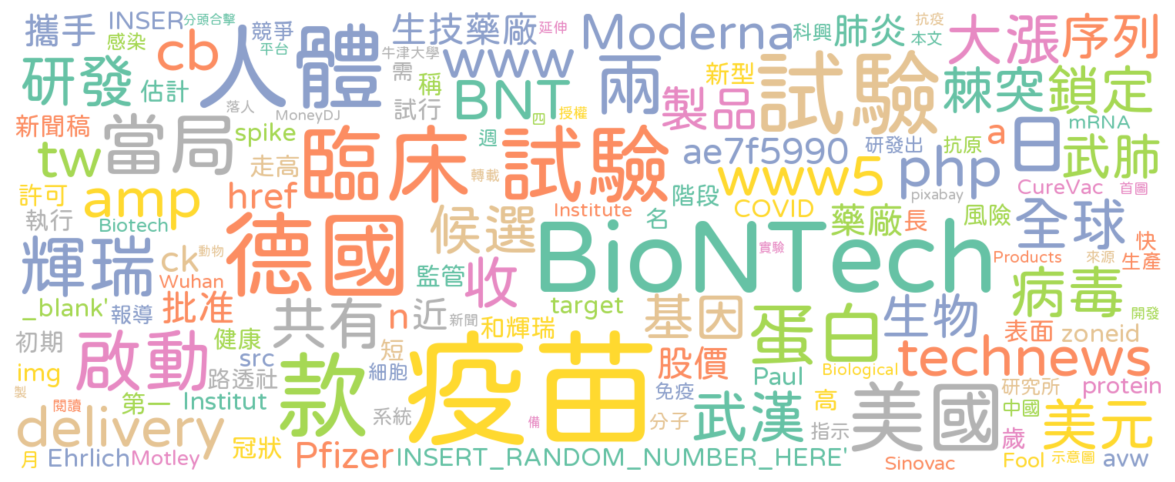 攜手 INSER 分頭合擊 競爭 生技藥廠 延伸 Moderna 科興 肺炎 抗疫 本文 大漲 序列
感染 平台 牛津大學 cb 人體 www 兩 新型 試驗 棘突 鎖定
研發 估計 落人 MoneyDJ 需 稱 試行 BNT 四 授權 製品 mRNA
新聞稿 當局 spike 週 ae7f5990 研發出 抗原 a 日 武肺
tw 走高 臨床試驗 轉載 www5 php pixabay CureVac 首圖
許可 amp href 候選 Institute 名 階段 COVID 藥廠 長 風險 全球 快
執行 Biotech 德國 BioNTech 實驗 Products 來源 生產
輝瑞 ck 動物 Wuhan 監管 收 target 基因 生物 病毒 開發
_blank' 報導 批准 共有 n 近 新聞 和輝瑞 蛋白 表面 zoneid
初期 啟動 健康 src 款 短 細胞 疫苗 股價 免疫 Paul Biological technews
img 路透社 製 閱讀 第一 Institut 系統 備 分子 武漢 高 指示 美國 研究所 protein 中國 美元
delivery 冠狀 月 Ehrlich Motley Pfizer INSERT_RANDOM_NUMBER_HERE' Sinovac 歲 Fool 示意圖 avw